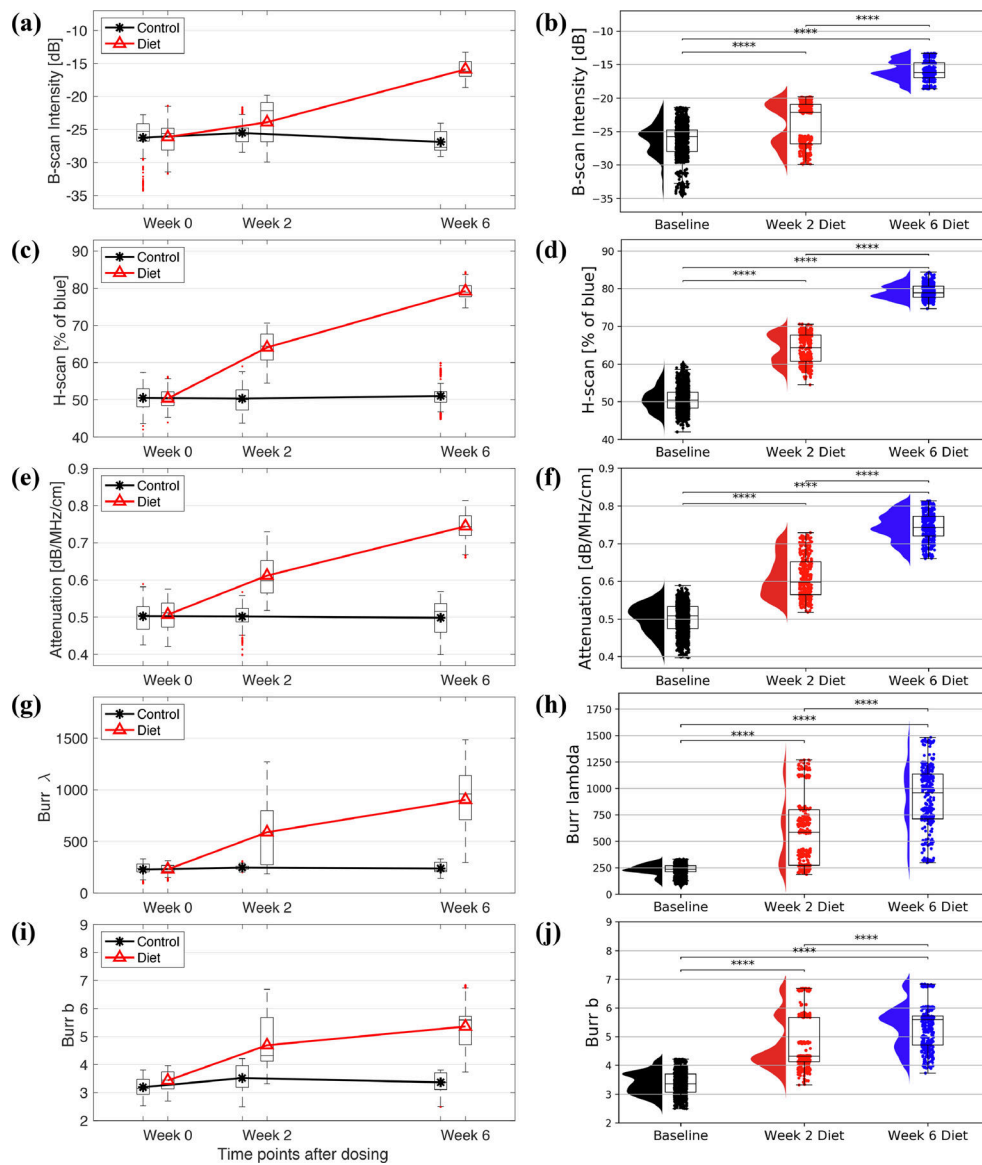 (a)
Control
Diet
B-scan Intensity [dB]
-10
-15
-20
-25
-30
-35
Week 0
Week 2
Week 6
(b)
B-scan Intensity [dB]
−10
−15
−20
−25
−30
−35
****
****
****
Baseline
Week 2 Diet
Week 6 Diet
(c)
Control
Diet
H-scan [% of blue]
90
80
70
60
50
40
Week 0
Week 2
Week 6
(d)
H-scan [% of blue]
90
80
70
60
50
40
****
****
****
Baseline
Week 2 Diet
Week 6 Diet
(e)
Control
Diet
Attenuation [dB/MHz/cm]
0.9
0.8
0.7
0.6
0.5
0.4
Week 0
Week 2
Week 6
(f)
Attenuation [dB/MHz/cm]
0.9
0.8
0.7
0.6
0.5
0.4
****
****
****
Baseline
Week 2 Diet
Week 6 Diet
(g)
Control
Diet
Burr λ
1500
1000
500
0
Week 0
Week 2
Week 6
(h)
Burr lambda
1750
1500
1250
1000
750
500
250
0
****
****
****
Baseline
Week 2 Diet
Week 6 Diet
(i)
Control
Diet
Burr b
9
8
7
6
5
4
3
2
Week 0
Week 2
Week 6
Time points after dosing
(j)
Burr b
9
8
7
6
5
4
3
2
****
****
****
Baseline
Week 2 Diet
Week 6 Diet